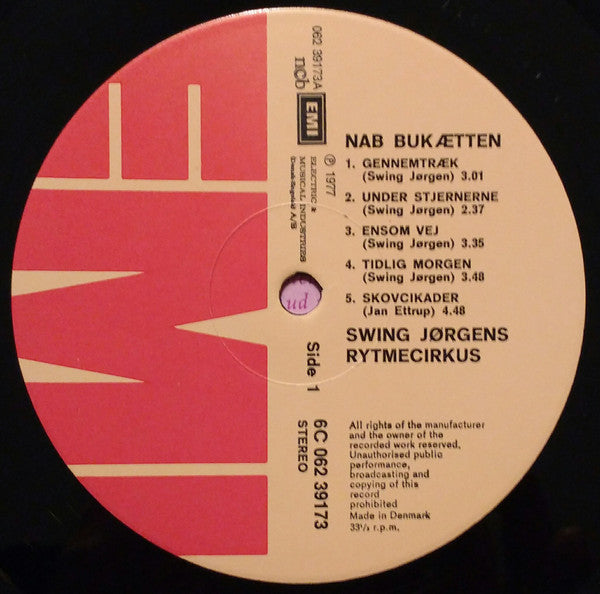 NAB BUKÆTTEN
1. GENNEMTRÆK
(Swing Jørgen) 3.01
2. UNDER STJERNERNE
(Swing Jørgen) 2.37
3. ENSOM VEJ
(Swing Jørgen) 3.35
4. TIDLIG MORGEN
(Swing Jørgen) 3.48
5. SKOVCIKADER
(Jan Ettrup) 4.48
SWING JØRGENS
RYTMECIRKUS
All rights of the manufacturer
and the owner of the
recorded work reserved.
Unauthorised public
performance,
broadcasting and
copying of this
record
prohibited
Made in Denmark
33⅓ r.p.m.
062 39173A
ncb
EMI
Ⓟ 1977
ELECTRIC &
MUSICAL INDUSTRIES
(Dansk-Engelsk) A/S
Side 1
6C 062 39173
STEREO
EMI
ud